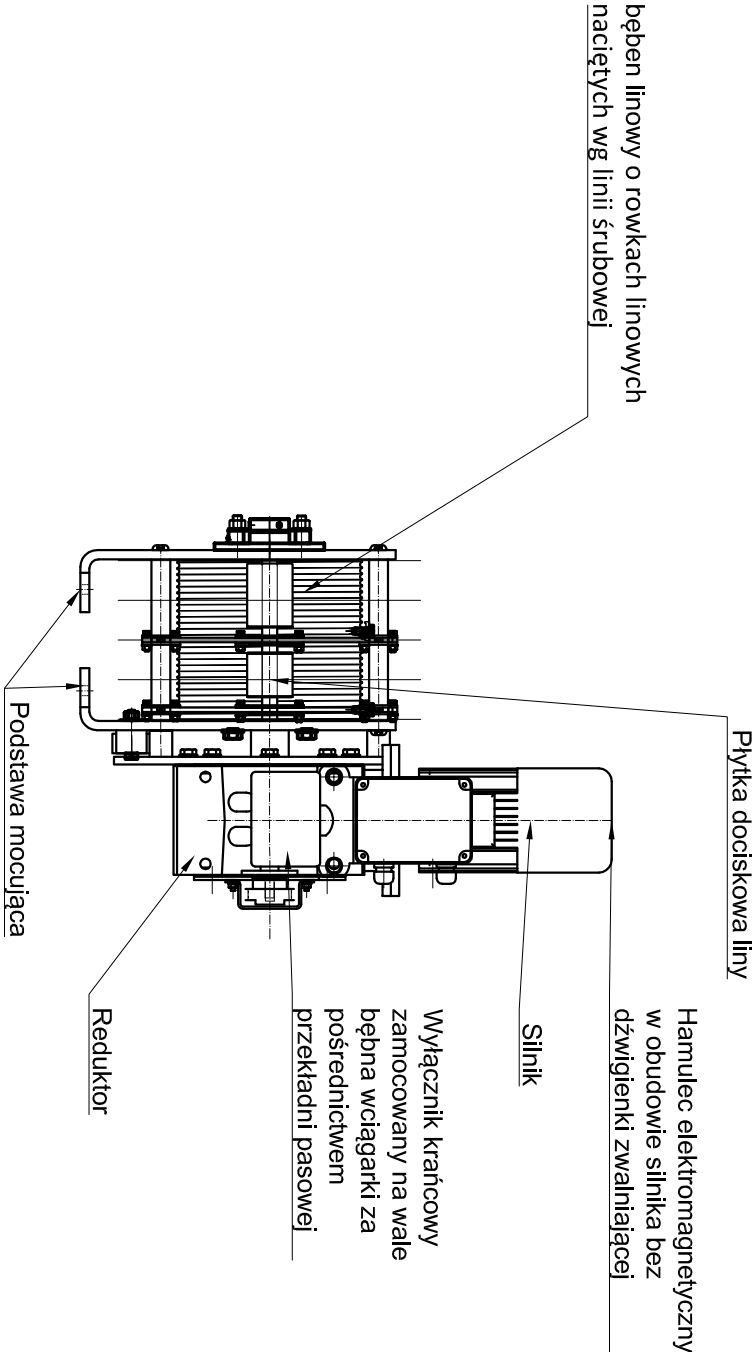 bęben linowy o rowkach linowych
naciętych wg linii śrubowej
Płytka dociskowa liny
Hamulec elektromagnetyczny
w obudowie silnika bez
dźwigienki zwalniającej
Silnik
Wyłącznik krańcowy
zamocowany na wale
bębna wciągarki za
pośrednictwem
przekładni pasowej
Reduktor
Podstawa mocująca